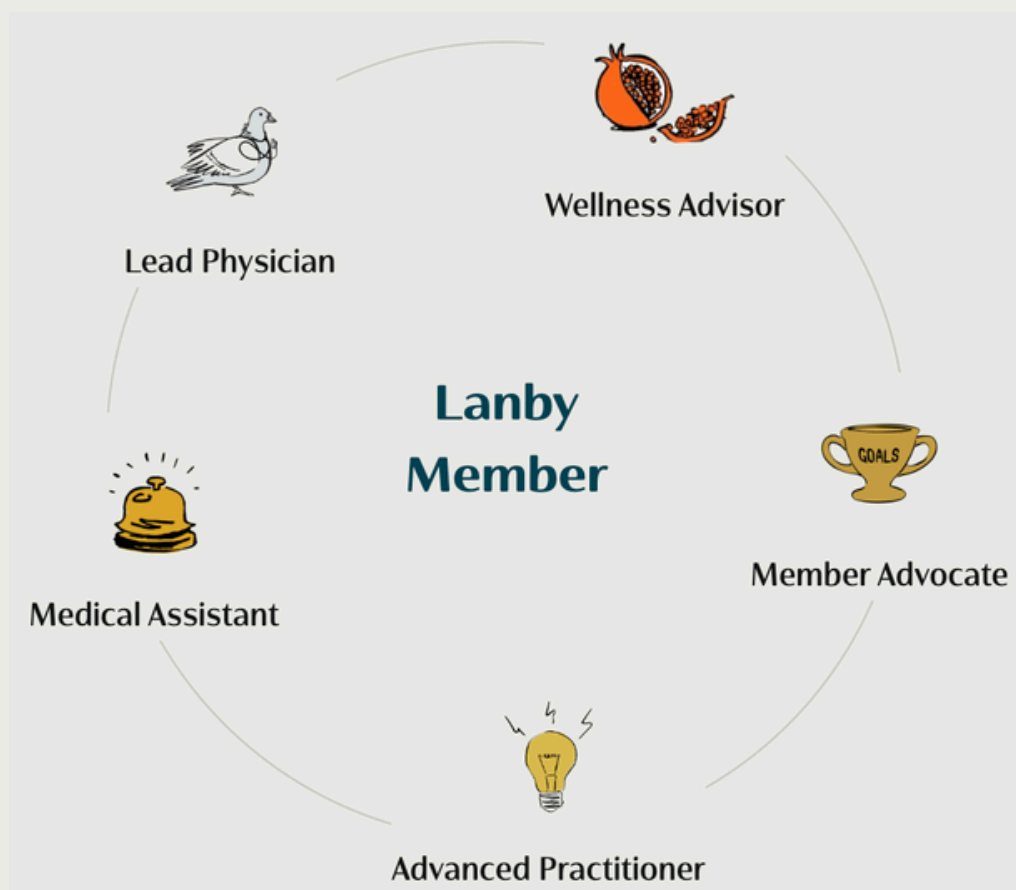 Wellness Advisor
Lead Physician
Lanby
Member
GOALS
Member Advocate
Medical Assistant
Advanced Practitioner